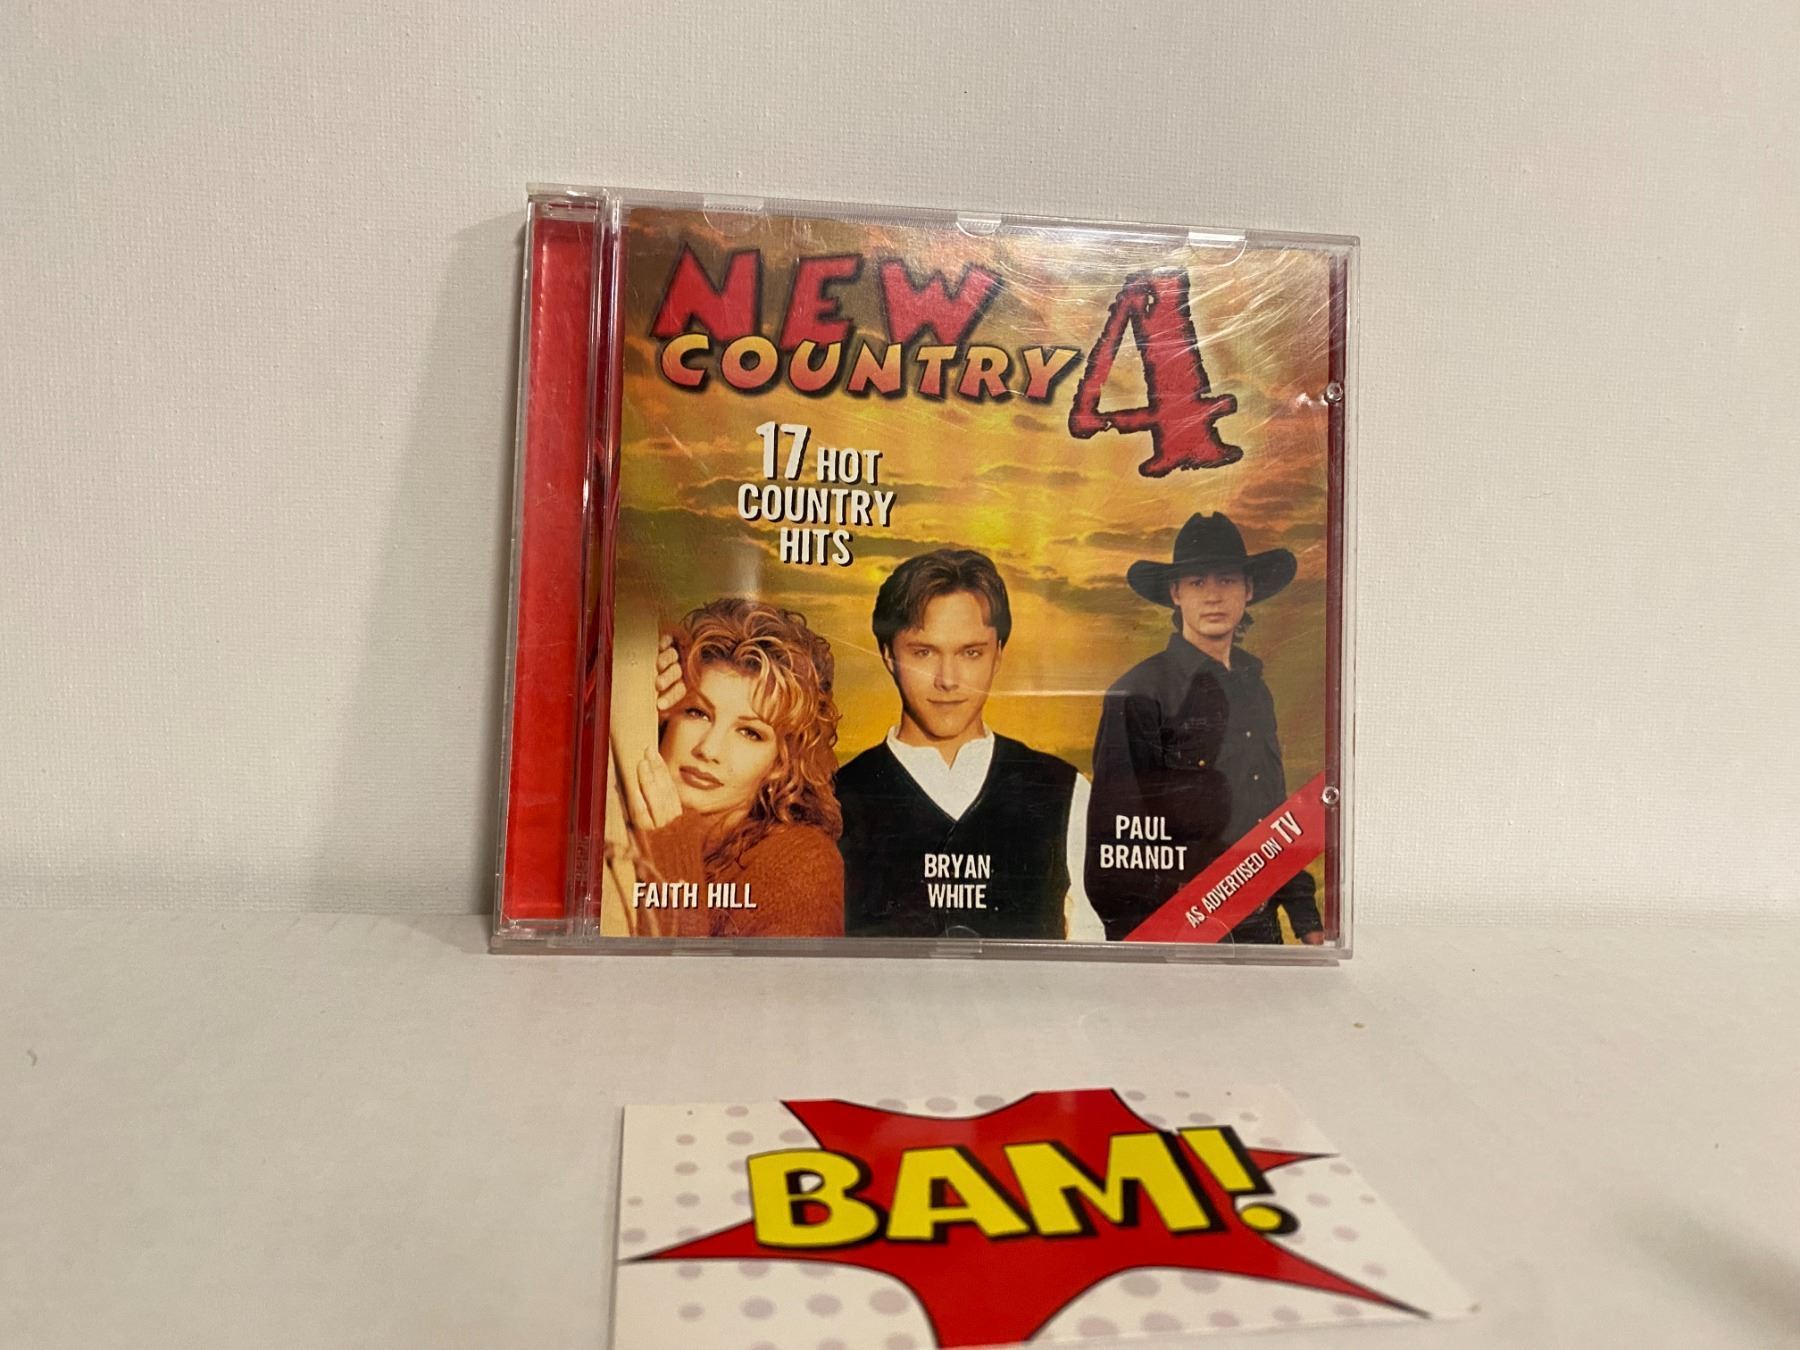 NEW
COUNTRY 4
17 HOT
COUNTRY
HITS
FAITH HILL
BRYAN
WHITE
PAUL
BRANDT
AS ADVERTISED ON TV
BAM!